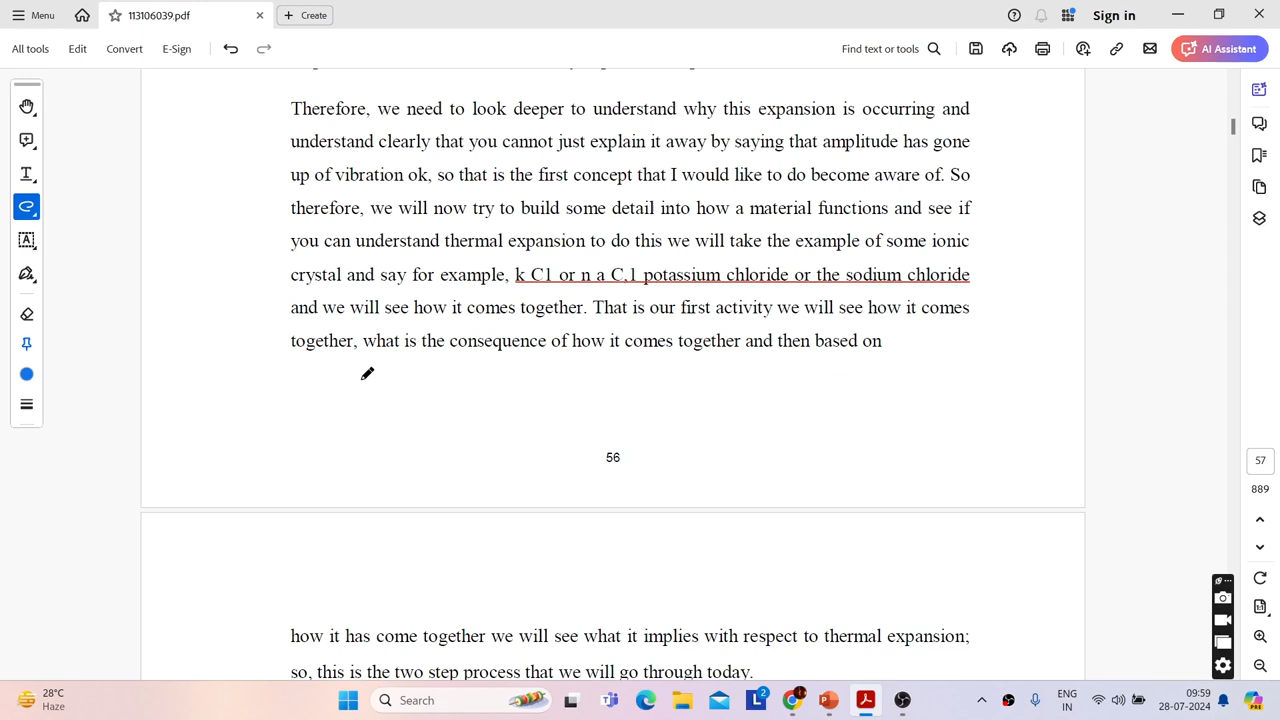 Menu
113106039.pdf
Create
Sign in
All tools
Edit
Convert
E-Sign
Find text or tools
AI Assistant
Therefore, we need to look deeper to understand why this expansion is occurring and
understand clearly that you cannot just explain it away by saying that amplitude has gone
up of vibration ok, so that is the first concept that I would like to do become aware of. So
therefore, we will now try to build some detail into how a material functions and see if
you can understand thermal expansion to do this we will take the example of some ionic
crystal and say for example, k C1 or n a C,1 potassium chloride or the sodium chloride
and we will see how it comes together. That is our first activity we will see how it comes
together, what is the consequence of how it comes together and then based on
56
57
889
how it has come together we will see what it implies with respect to thermal expansion;
so, this is the two step process that we will go through today.
28°C
Haze
Search
2
ENG
IN
09:59
28-07-2024